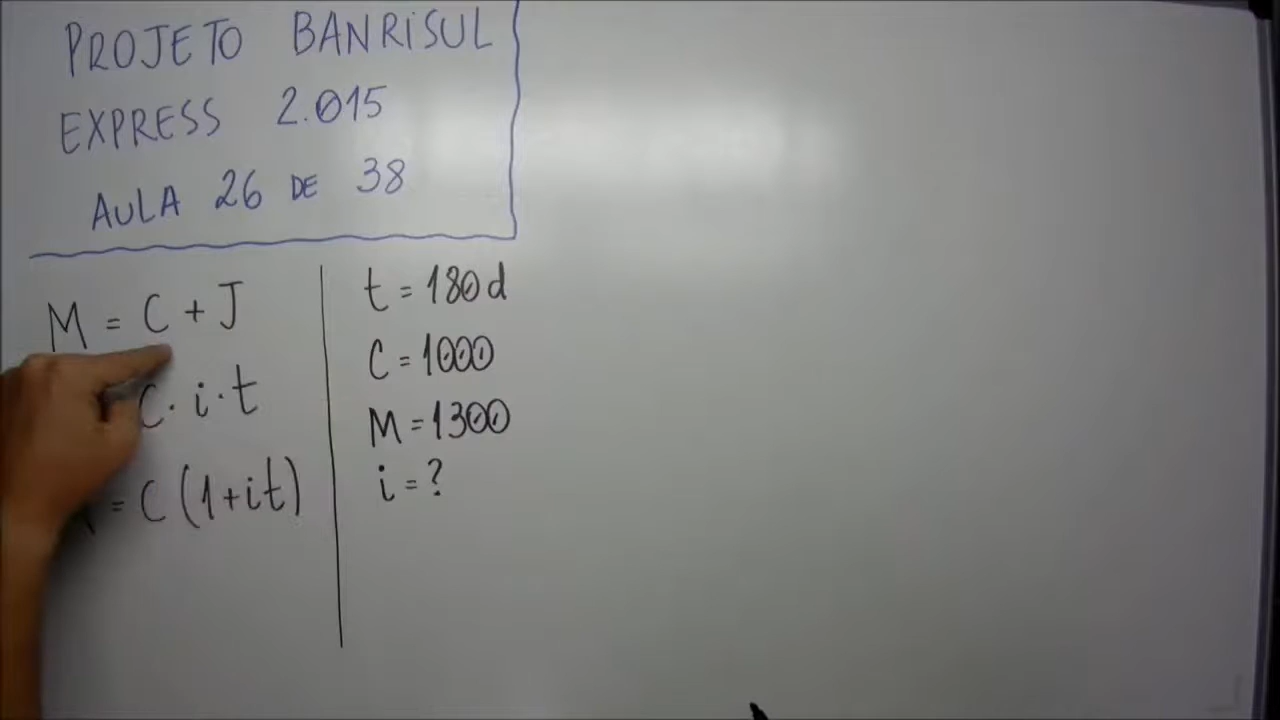 PROJETO BANRISUL
EXPRESS 2.015
AULA 26 DE 38
M = C + J
C · i · t
= C (1+it)
t = 180 d
C = 1000
M = 1300
i = ?